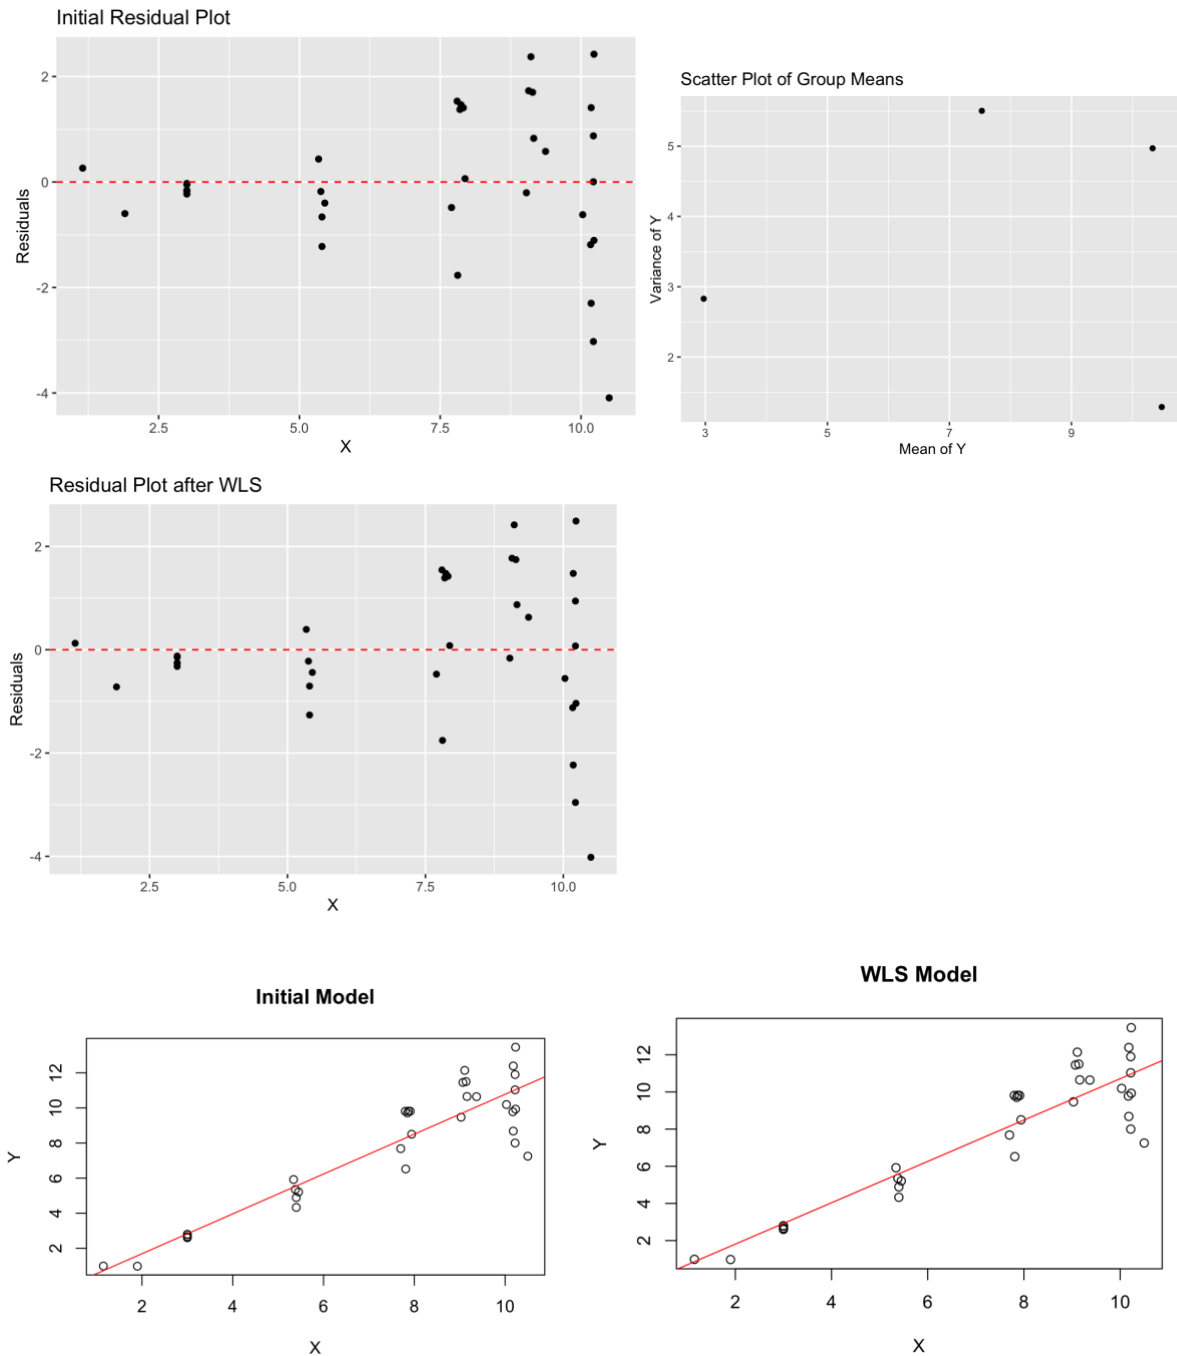 Initial Residual Plot
2
0
-2
-4
Residuals
2.5 5.0 7.5 10.0
X
Scatter Plot of Group Means
5
4
3
2
Variance of Y
3 5 7 9
Mean of Y
Residual Plot after WLS
2
0
-2
-4
Residuals
2.5 5.0 7.5 10.0
X
Initial Model
12
10
8
6
4
2
Y
2 4 6 8 10
X
WLS Model
12
10
8
6
4
2
Y
2 4 6 8 10
X